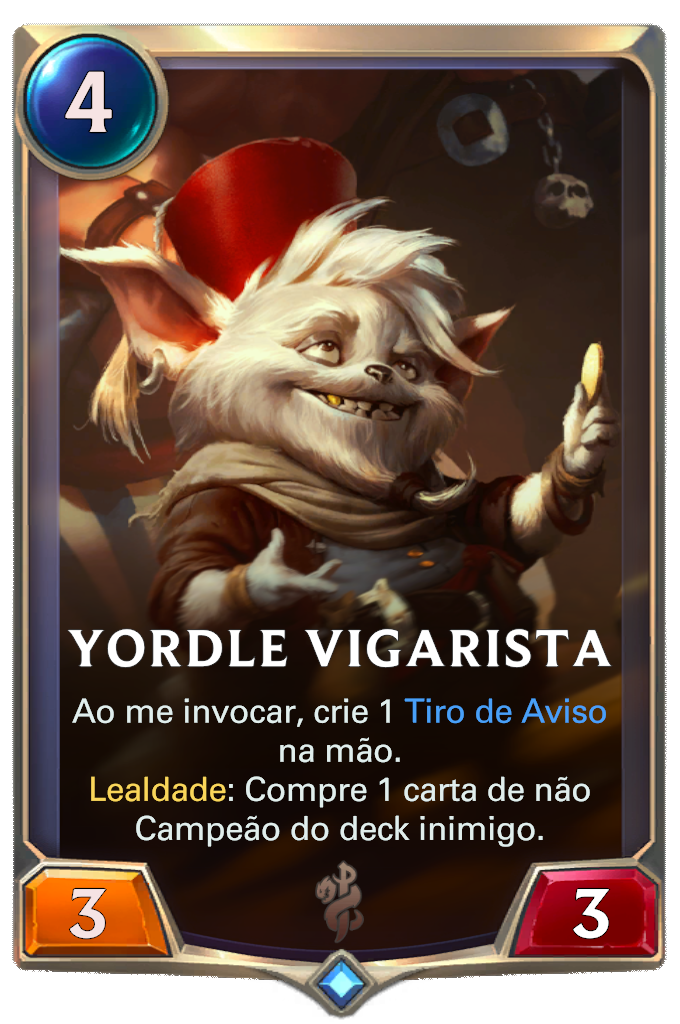 4
YORDLE VIGARISTA
Ao me invocar, crie 1 Tiro de Aviso
na mão.
Lealdade: Compre 1 carta de não
Campeão do deck inimigo.
3
3